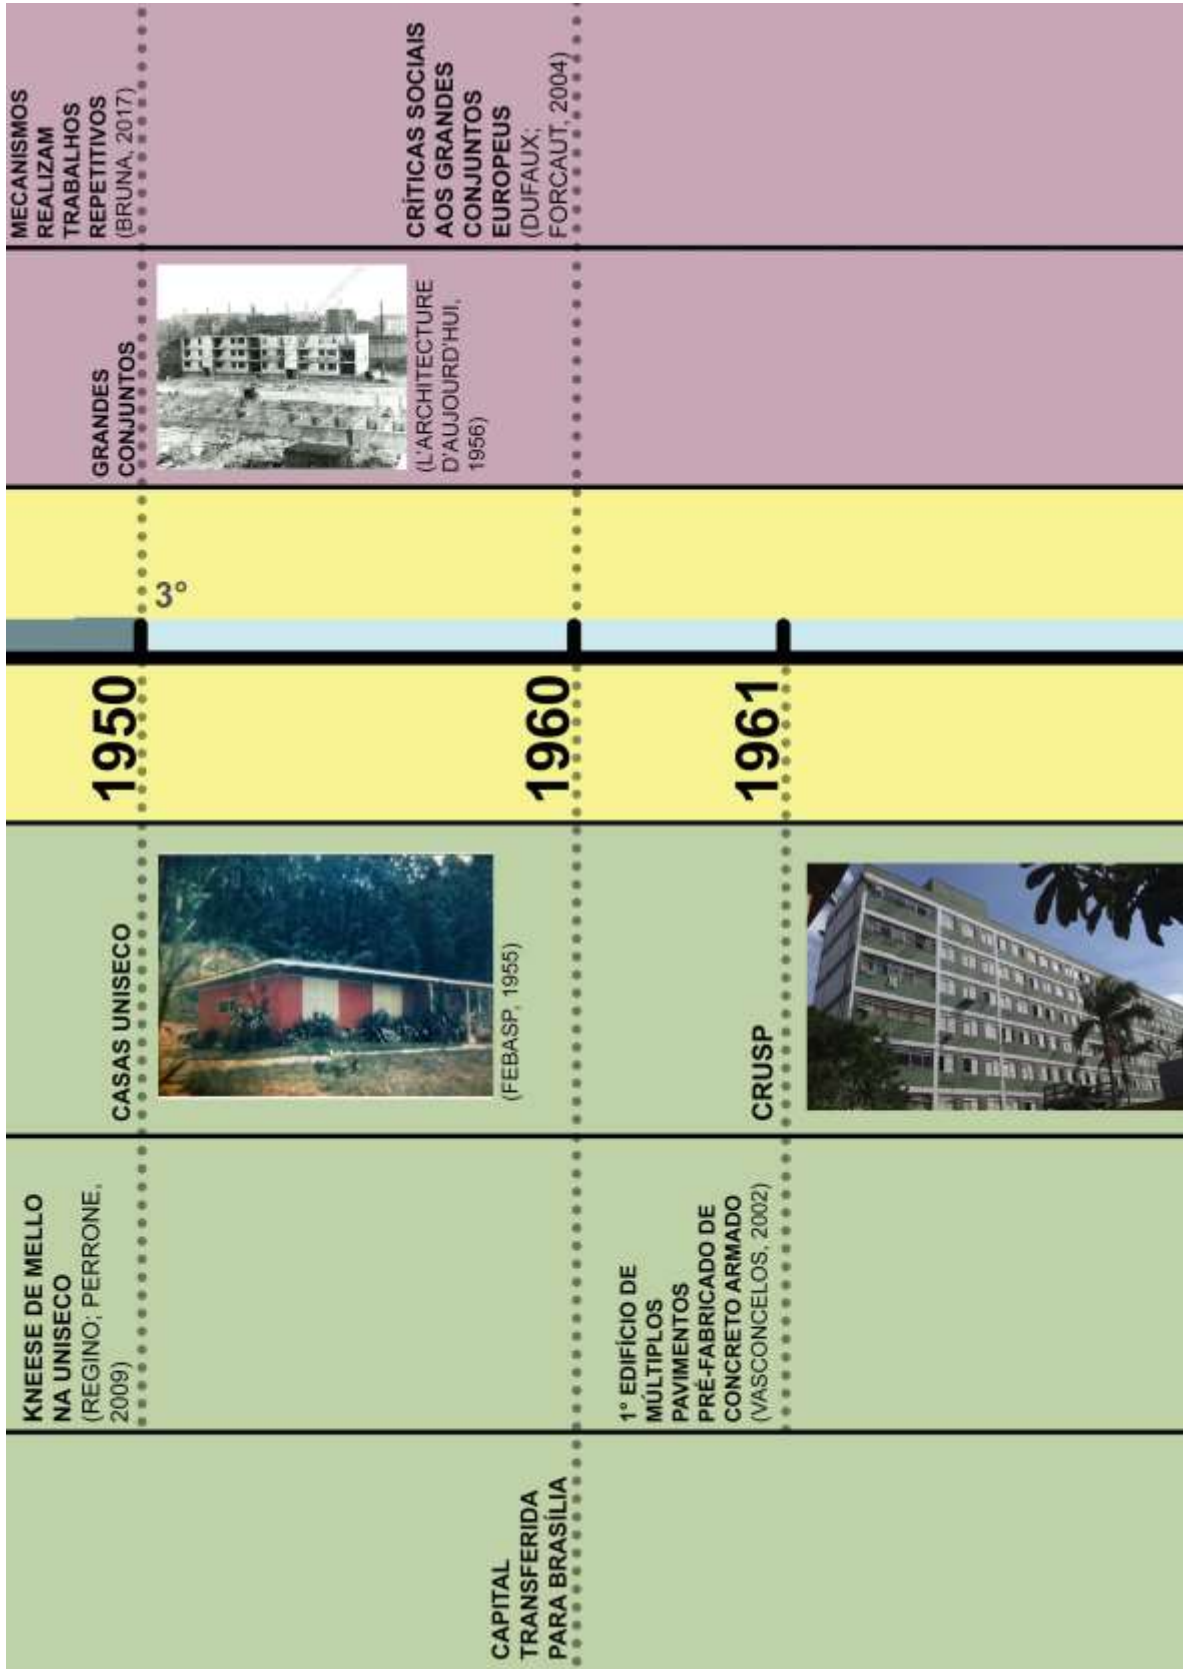 MECANISMOS
REALIZAM
TRABALHOS
REPETITIVOS
(BRUNA, 2017)
CRÍTICAS SOCIAIS
AOS GRANDES
CONJUNTOS
EUROPEUS
(DUFAUX;
FORCAUT, 2004)
GRANDES
CONJUNTOS
(L'ARCHITECTURE
D'AUJOURD'HUI,
1956)
3°
1950
1960
1961
CASAS UNISECO
(FEBASP, 1955)
CRUSP
KNEESE DE MELLO
NA UNISECO
(REGINO; PERRONE,
2009)
1° EDIFÍCIO DE
MÚLTIPLOS
PAVIMENTOS
PRÉ-FABRICADO DE
CONCRETO ARMADO
(VASCONCELOS, 2002)
CAPITAL
TRANSFERIDA
PARA BRASÍLIA